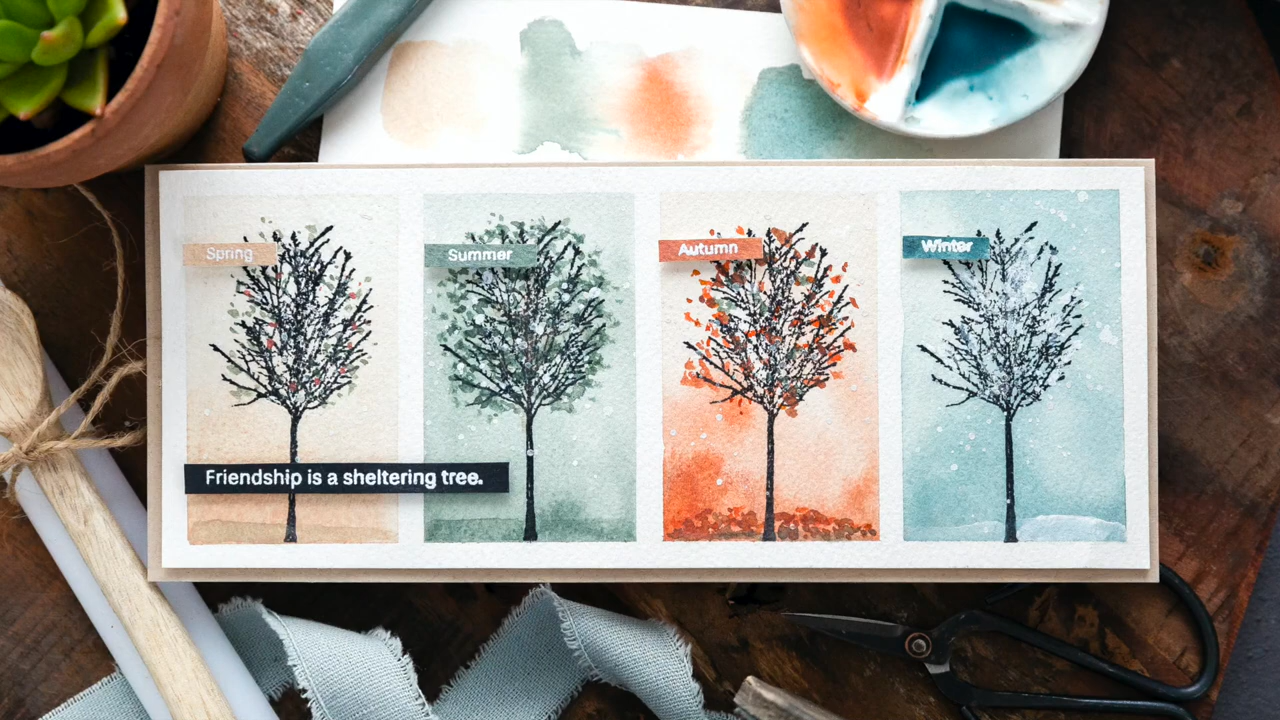 Spring
Summer
Autumn
Winter
Friendship is a sheltering tree.